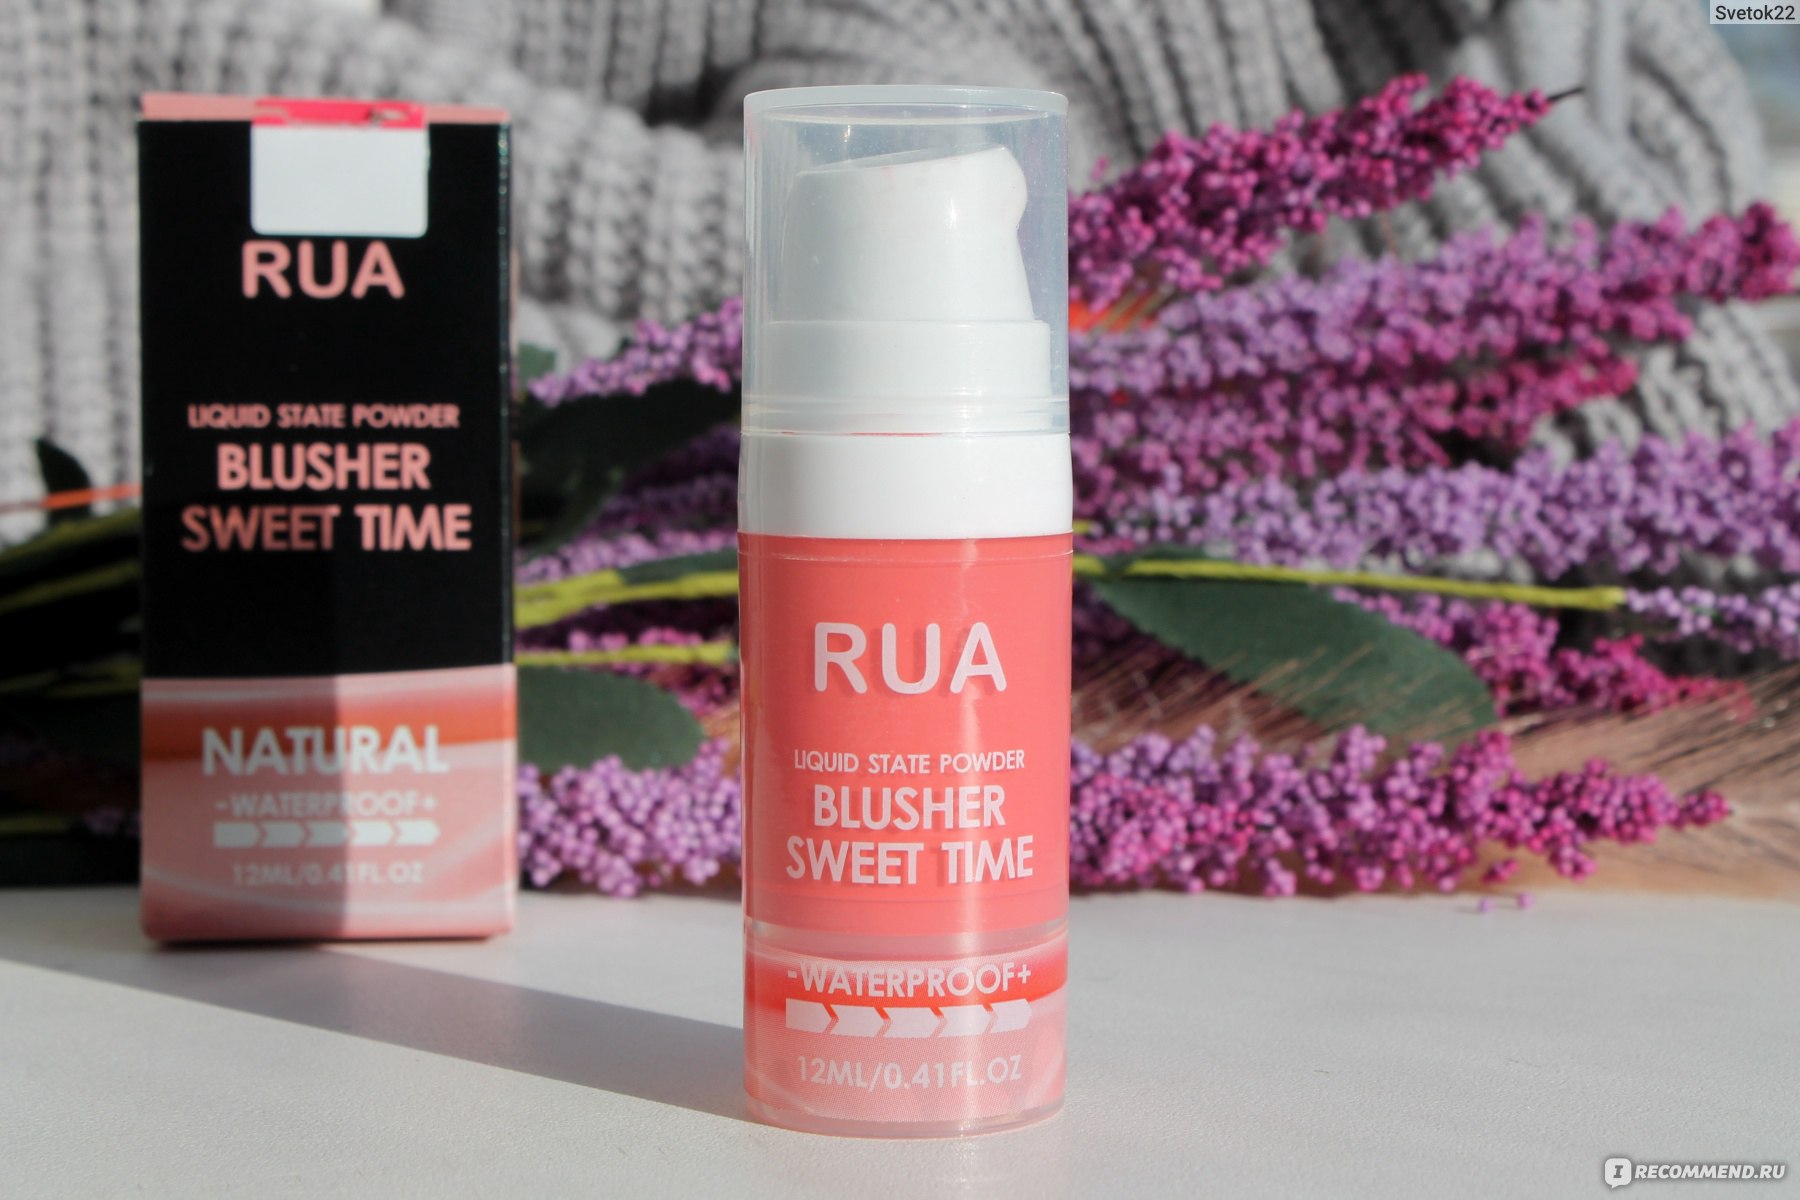 Svetok22
RUA
LIQUID STATE POWDER
BLUSHER
SWEET TIME
NATURAL
-WATERPROOF+
12ML/0.41FL.OZ
RUA
LIQUID STATE POWDER
BLUSHER
SWEET TIME
-WATERPROOF+
12ML/0.41FL.OZ
IRECOMMEND.RU